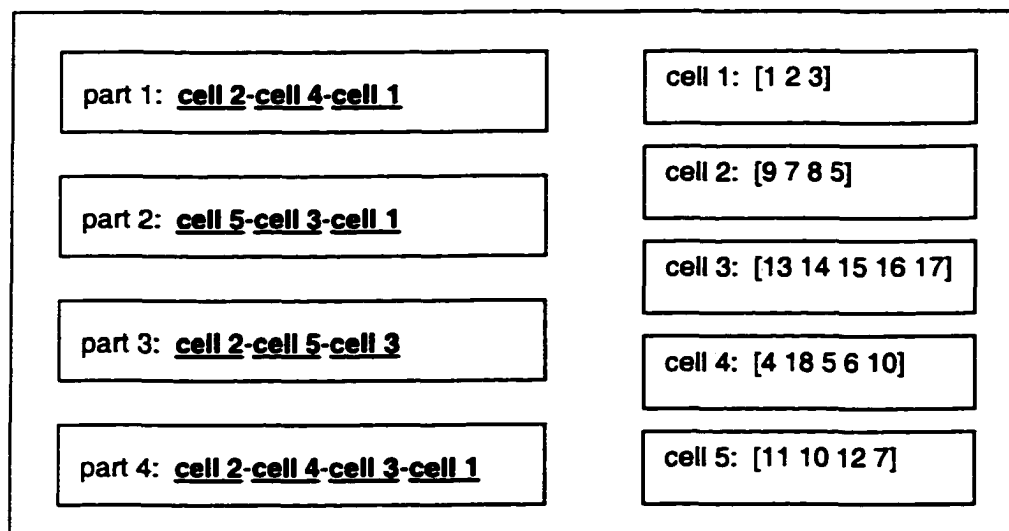 part 1: cell 2-cell 4-cell 1
part 2: cell 5-cell 3-cell 1
part 3: cell 2-cell 5-cell 3
part 4: cell 2-cell 4-cell 3-cell 1
cell 1: [1 2 3]
cell 2: [9 7 8 5]
cell 3: [13 14 15 16 17]
cell 4: [4 18 5 6 10]
cell 5: [11 10 12 7]